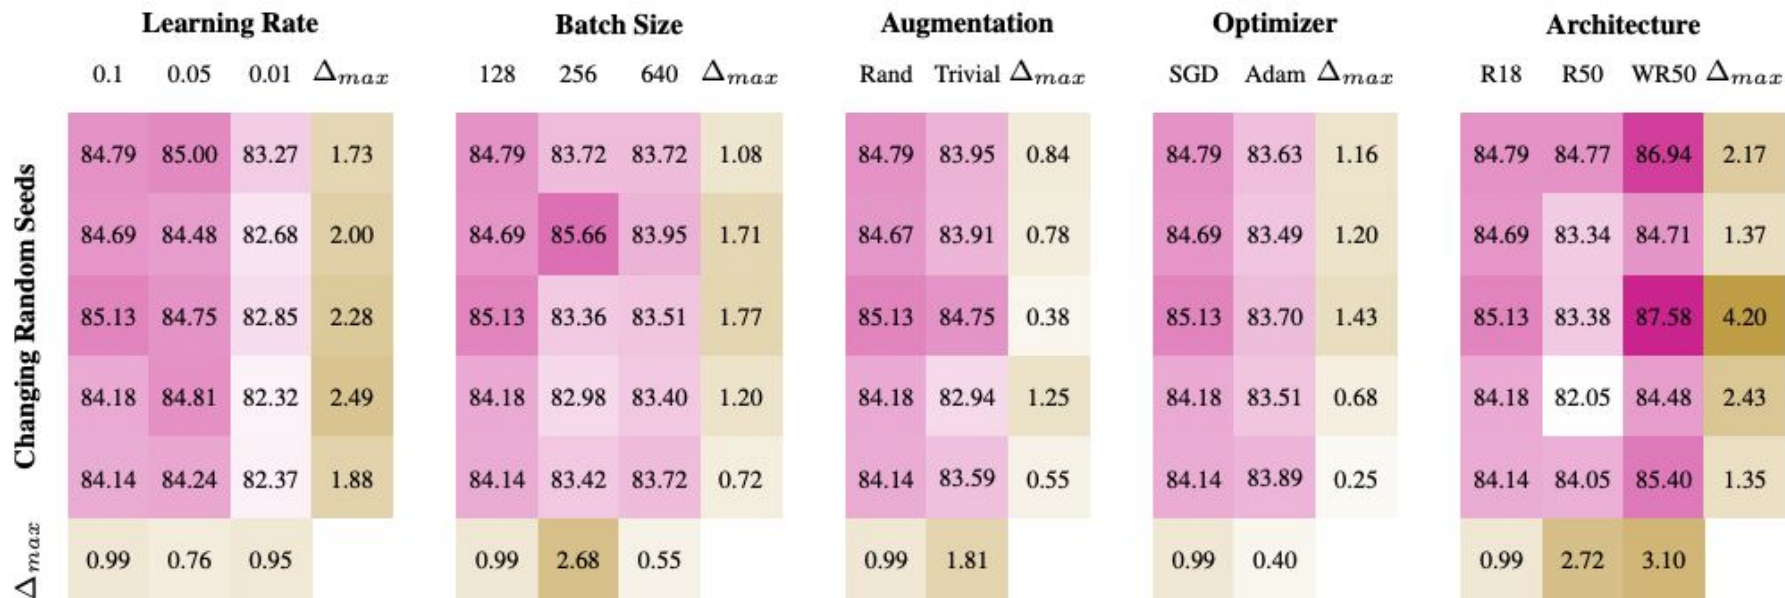 Learning Rate Batch Size Augmentation Optimizer Architecture
0.1 0.05 0.01 Δmax 128 256 640 Δmax Rand Trivial Δmax SGD Adam Δmax R18 R50 WR50 Δmax
Changing Random Seeds
84.79 85.00 83.27 1.73 84.79 83.72 83.72 1.08 84.79 83.95 0.84 84.79 83.63 1.16 84.79 84.77 86.94 2.17
84.69 84.48 82.68 2.00 84.69 85.66 83.95 1.71 84.67 83.91 0.78 84.69 83.49 1.20 84.69 83.34 84.71 1.37
85.13 84.75 82.85 2.28 85.13 83.36 83.51 1.77 85.13 84.75 0.38 85.13 83.70 1.43 85.13 83.38 87.58 4.20
84.18 84.81 82.32 2.49 84.18 82.98 83.40 1.20 84.18 82.94 1.25 84.18 83.51 0.68 84.18 82.05 84.48 2.43
84.14 84.24 82.37 1.88 84.14 83.42 83.72 0.72 84.14 83.59 0.55 84.14 83.89 0.25 84.14 84.05 85.40 1.35
Δmax 0.99 0.76 0.95 0.99 2.68 0.55 0.99 1.81 0.99 0.40 0.99 2.72 3.10